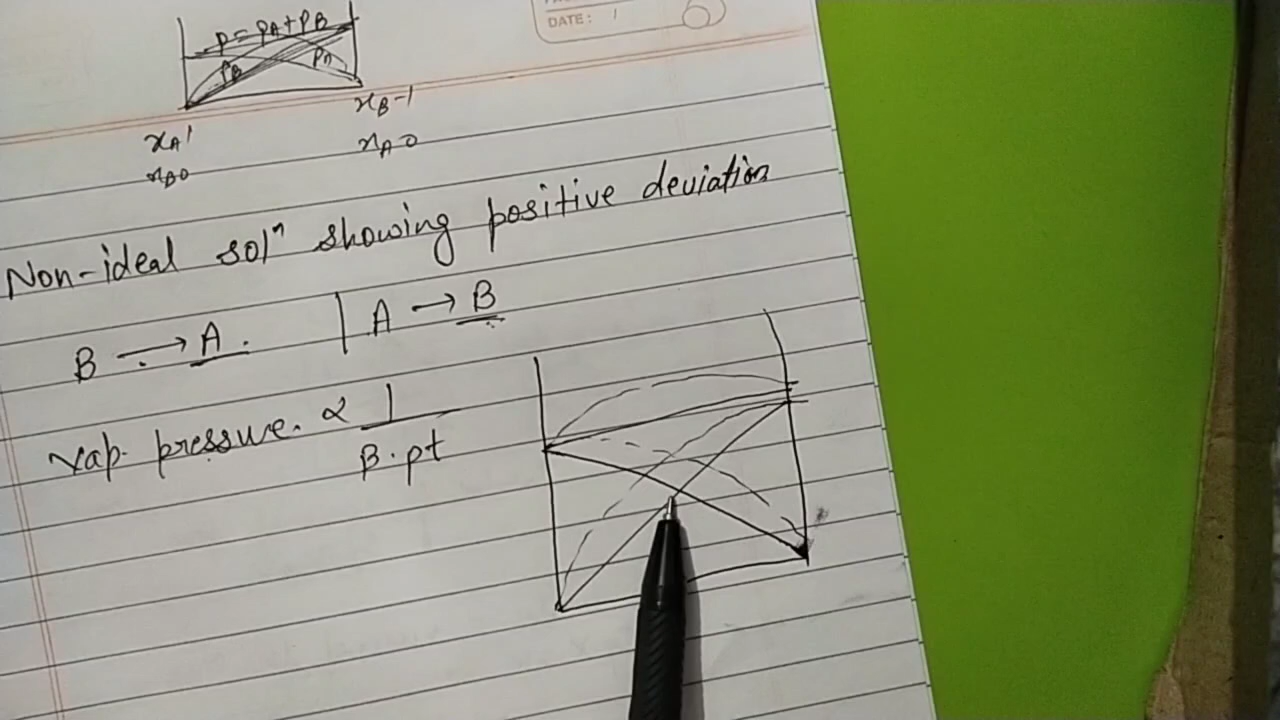 DATE: /
p = pA + pB
pB pA
xA 1 xB-1
xB 0 xA 0
Non-ideal solⁿ showing positive deviation
B → A. | A → B
Vap. pressure. ∝ 1 / B.pt